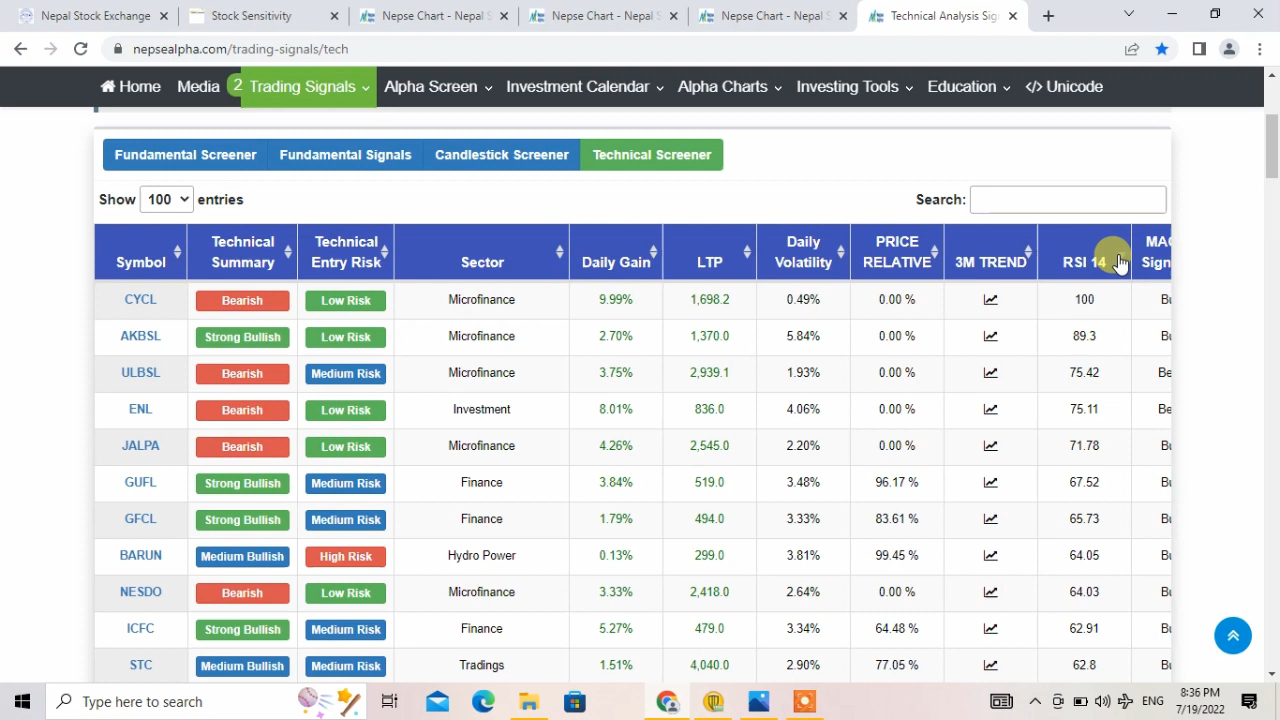 Nepal Stock Exchange
Stock Sensitivity
Nepse Chart - Nepal S
Nepse Chart - Nepal S
Nepse Chart - Nepal S
Technical Analysis Sig
nepsealpha.com/trading-signals/tech
Home Media 2 Trading Signals Alpha Screen Investment Calendar Alpha Charts Investing Tools Education </> Unicode
Fundamental Screener Fundamental Signals Candlestick Screener Technical Screener
Show 100 entries Search:
Symbol Technical Summary Technical Entry Risk Sector Daily Gain LTP Daily Volatility PRICE RELATIVE 3M TREND RSI 14 MAC Sign
CYCL Bearish Low Risk Microfinance 9.99% 1,698.2 0.49% 0.00 % 100 Bu
AKBSL Strong Bullish Low Risk Microfinance 2.70% 1,370.0 5.84% 0.00 % 89.3 Bu
ULBSL Bearish Medium Risk Microfinance 3.75% 2,939.1 1.93% 0.00 % 75.42 Be
ENL Bearish Low Risk Investment 8.01% 836.0 4.06% 0.00 % 75.11 Be
JALPA Bearish Low Risk Microfinance 4.26% 2,545.0 2.20% 0.00 % 71.78 Bu
GUFL Strong Bullish Medium Risk Finance 3.84% 519.0 3.48% 96.17 % 67.52 Bu
GFCL Strong Bullish Medium Risk Finance 1.79% 494.0 3.33% 83.61 % 65.73 Bu
BARUN Medium Bullish High Risk Hydro Power 0.13% 299.0 3.81% 99.45 % 64.05 Bu
NESDO Bearish Low Risk Microfinance 3.33% 2,418.0 2.64% 0.00 % 64.03 Bu
ICFC Strong Bullish Medium Risk Finance 5.27% 479.0 3.34% 64.48 % 62.91 Bu
STC Medium Bullish Medium Risk Tradings 1.51% 4,040.0 2.90% 77.05 % 62.8 Bu
Type here to search
ENG
8:36 PM
7/19/2022